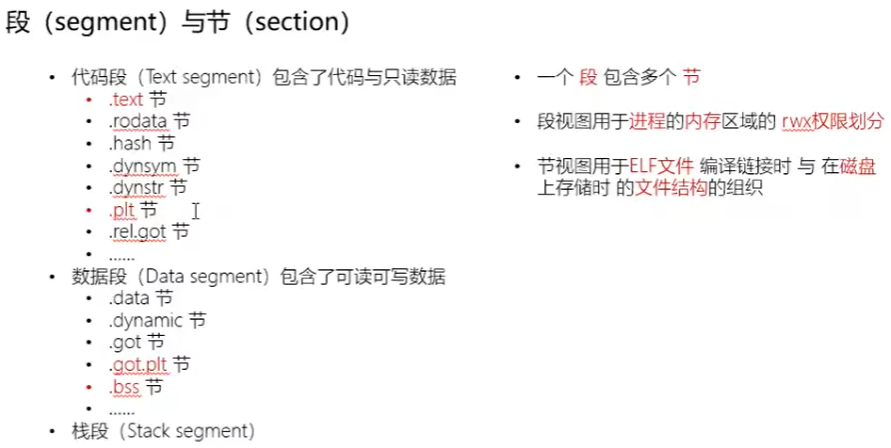 段（segment）与节（section）
• 代码段（Text segment）包含了代码与只读数据
• .text 节
• .rodata 节
• .hash 节
• .dynsym 节
• .dynstr 节
• .plt 节
• .rel.got 节
• ……
• 数据段（Data segment）包含了可读可写数据
• .data 节
• .dynamic 节
• .got 节
• .got.plt 节
• .bss 节
• ……
• 栈段（Stack segment）
• 一个 段 包含多个 节
• 段视图用于进程的内存区域的 rwx权限划分
• 节视图用于ELF文件 编译链接时 与 在磁盘
上存储时 的文件结构的组织